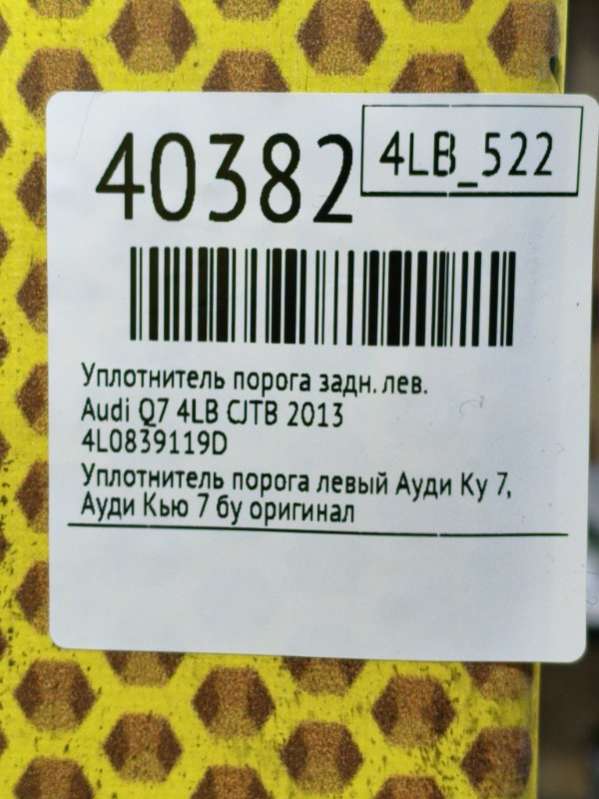 40382
4LB_522
Уплотнитель порога задн. лев.
Audi Q7 4LB CJTB 2013
4L0839119D
Уплотнитель порога левый Ауди Ку 7,
Ауди Кью 7 бу оригинал